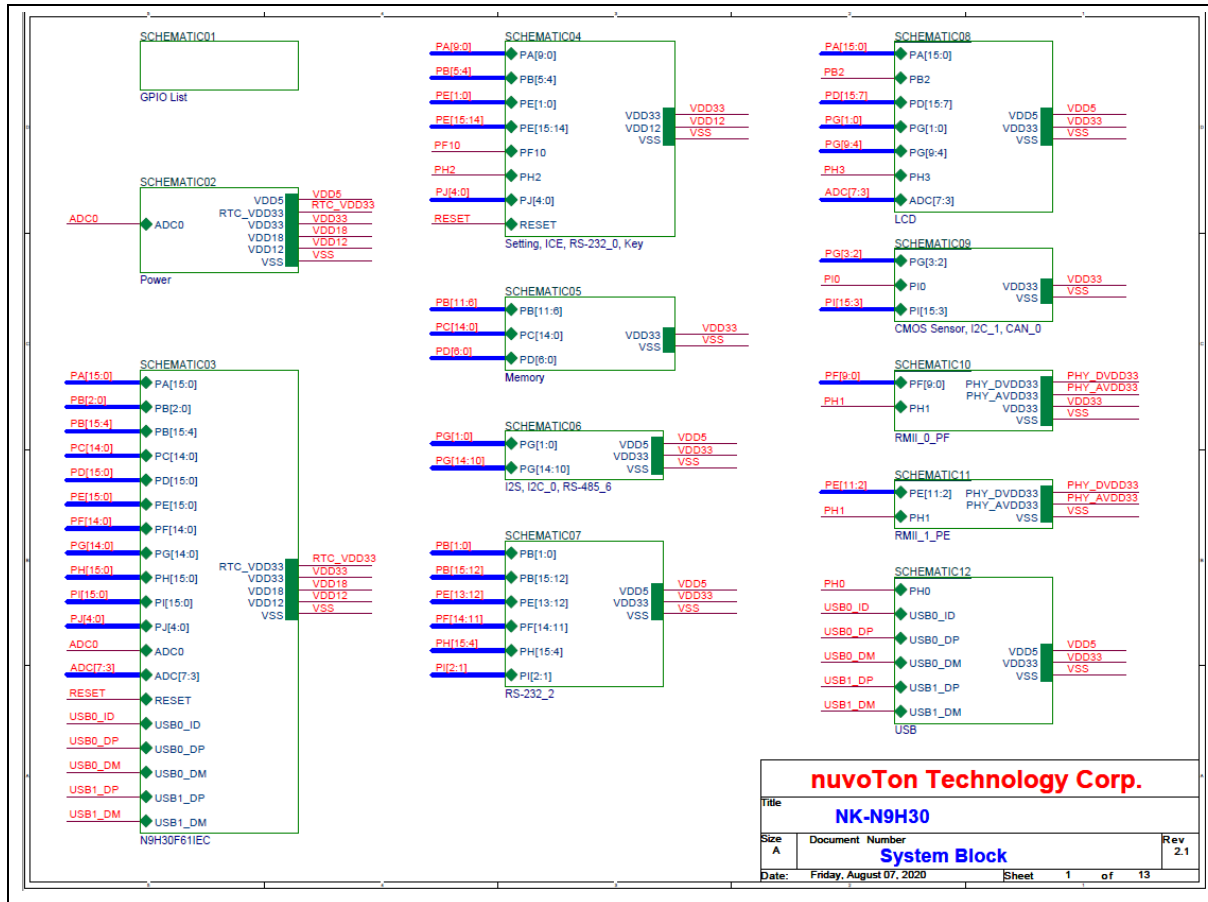 SCHEMATIC01
GPIO List
SCHEMATIC02
ADC0
ADC0
VDD5
RTC_VDD33
VDD33
VDD18
VDD12
VSS
VDD5
RTC_VDD33
VDD33
VDD18
VDD12
VSS
Power
SCHEMATIC03
PA[15:0]
PA[15:0]
PB[2:0]
PB[2:0]
PB[15:4]
PB[15:4]
PC[14:0]
PC[14:0]
PD[15:0]
PD[15:0]
PE[15:0]
PE[15:0]
PF[14:0]
PF[14:0]
PG[14:0]
PG[14:0]
PH[15:0]
PH[15:0]
PI[15:0]
PI[15:0]
PJ[4:0]
PJ[4:0]
ADC0
ADC0
ADC[7:3]
ADC[7:3]
RESET
RESET
USB0_ID
USB0_ID
USB0_DP
USB0_DP
USB0_DM
USB0_DM
USB1_DP
USB1_DP
USB1_DM
USB1_DM
RTC_VDD33
VDD33
VDD18
VDD12
VSS
RTC_VDD33
VDD33
VDD18
VDD12
VSS
N9H30F61IEC
SCHEMATIC04
PA[9:0]
PA[9:0]
PB[5:4]
PB[5:4]
PE[1:0]
PE[1:0]
PE[15:14]
PE[15:14]
PF10
PF10
PH2
PH2
PJ[4:0]
PJ[4:0]
RESET
RESET
VDD33
VDD12
VSS
VDD33
VDD12
VSS
Setting, ICE, RS-232_0, Key
SCHEMATIC05
PB[11:6]
PB[11:6]
PC[14:0]
PC[14:0]
PD[6:0]
PD[6:0]
VDD33
VSS
VDD33
VSS
Memory
SCHEMATIC06
PG[1:0]
PG[1:0]
PG[14:10]
PG[14:10]
VDD5
VDD33
VSS
VDD5
VDD33
VSS
I2S, I2C_0, RS-485_6
SCHEMATIC07
PB[1:0]
PB[1:0]
PB[15:12]
PB[15:12]
PE[13:12]
PE[13:12]
PF[14:11]
PF[14:11]
PH[15:4]
PH[15:4]
PI[2:1]
PI[2:1]
VDD5
VDD33
VSS
VDD5
VDD33
VSS
RS-232_2
SCHEMATIC08
PA[15:0]
PA[15:0]
PB2
PB2
PD[15:7]
PD[15:7]
PG[1:0]
PG[1:0]
PG[9:4]
PG[9:4]
PH3
PH3
ADC[7:3]
ADC[7:3]
VDD5
VDD33
VSS
VDD5
VDD33
VSS
LCD
SCHEMATIC09
PG[3:2]
PG[3:2]
PI0
PI0
PI[15:3]
PI[15:3]
VDD33
VSS
VDD33
VSS
CMOS Sensor, I2C_1, CAN_0
SCHEMATIC10
PF[9:0]
PF[9:0]
PH1
PH1
PHY_DVDD33
PHY_AVDD33
VDD33
VSS
PHY_DVDD33
PHY_AVDD33
VDD33
VSS
RMII_0_PF
SCHEMATIC11
PE[11:2]
PE[11:2]
PH1
PH1
PHY_DVDD33
PHY_AVDD33
VSS
PHY_DVDD33
PHY_AVDD33
VSS
RMII_1_PE
SCHEMATIC12
PH0
PH0
USB0_ID
USB0_ID
USB0_DP
USB0_DP
USB0_DM
USB0_DM
USB1_DP
USB1_DP
USB1_DM
USB1_DM
VDD5
VDD33
VSS
VDD5
VDD33
VSS
USB
nuvoTon Technology Corp.
Title
NK-N9H30
Size
A
Document Number
System Block
Rev
2.1
Date: Friday, August 07, 2020 Sheet 1 of 13